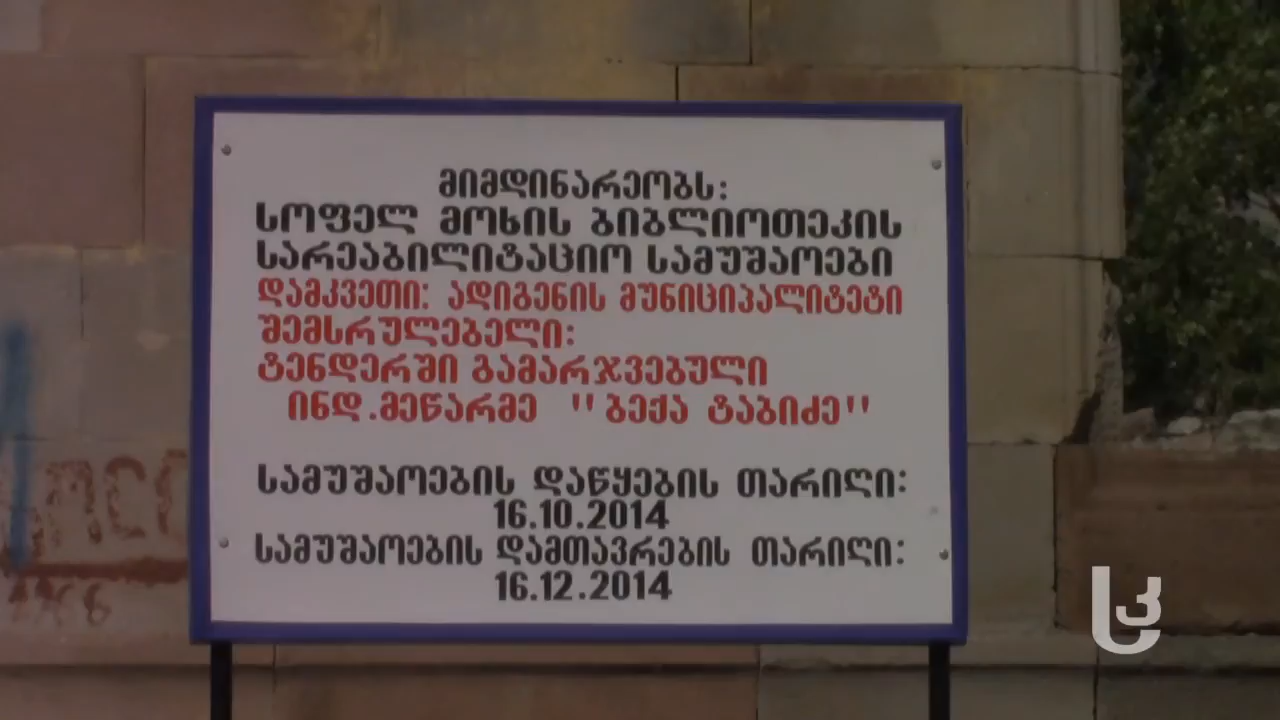 მიმდინარეობს:
სოფელ მოხის ბიბლიოთეკის
სარეაბილიტაციო სამუშაოები
დამკვეთი: ადიგენის მუნიციპალიტეტი
შემსრულებელი:
ტენდერში გამარჯვებული
ინდ.მეწარმე "ბექა ტაბიძე"
სამუშაოების დაწყების თარიღი:
16.10.2014
სამუშაოების დამთავრების თარიღი:
16.12.2014